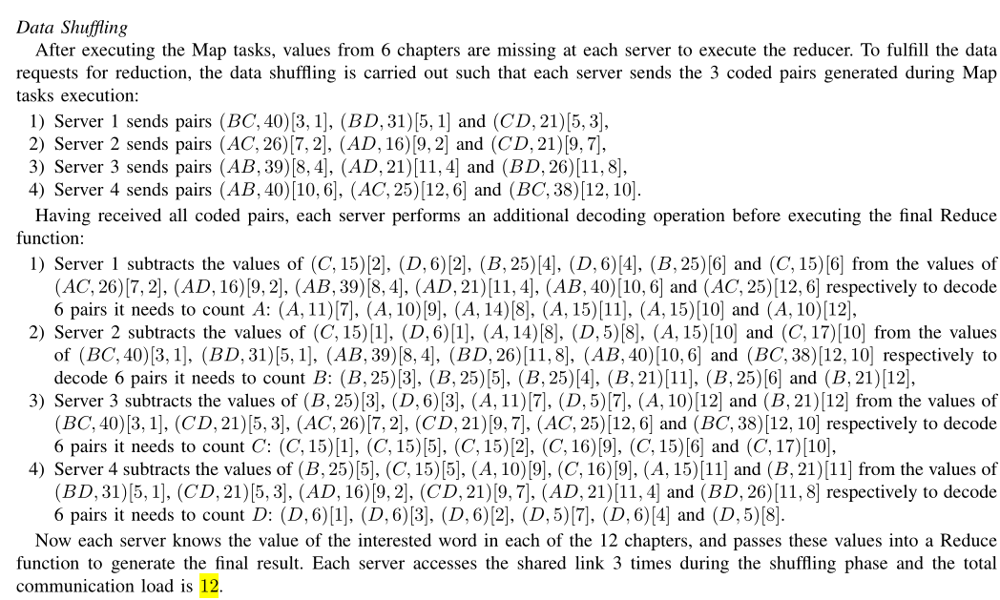 Data Shuffling
After executing the Map tasks, values from 6 chapters are missing at each server to execute the reducer. To fulfill the data
requests for reduction, the data shuffling is carried out such that each server sends the 3 coded pairs generated during Map
tasks execution:
1) Server 1 sends pairs (BC, 40)[3, 1], (BD, 31)[5, 1] and (CD, 21)[5, 3],
2) Server 2 sends pairs (AC, 26)[7, 2], (AD, 16)[9, 2] and (CD, 21)[9, 7],
3) Server 3 sends pairs (AB, 39)[8, 4], (AD, 21)[11, 4] and (BD, 26)[11, 8],
4) Server 4 sends pairs (AB, 40)[10, 6], (AC, 25)[12, 6] and (BC, 38)[12, 10].
Having received all coded pairs, each server performs an additional decoding operation before executing the final Reduce
function:
1) Server 1 subtracts the values of (C, 15)[2], (D, 6)[2], (B, 25)[4], (D, 6)[4], (B, 25)[6] and (C, 15)[6] from the values of
(AC, 26)[7, 2], (AD, 16)[9, 2], (AB, 39)[8, 4], (AD, 21)[11, 4], (AB, 40)[10, 6] and (AC, 25)[12, 6] respectively to decode
6 pairs it needs to count A: (A, 11)[7], (A, 10)[9], (A, 14)[8], (A, 15)[11], (A, 15)[10] and (A, 10)[12],
2) Server 2 subtracts the values of (C, 15)[1], (D, 6)[1], (A, 14)[8], (D, 5)[8], (A, 15)[10] and (C, 17)[10] from the values
of (BC, 40)[3, 1], (BD, 31)[5, 1], (AB, 39)[8, 4], (BD, 26)[11, 8], (AB, 40)[10, 6] and (BC, 38)[12, 10] respectively to
decode 6 pairs it needs to count B: (B, 25)[3], (B, 25)[5], (B, 25)[4], (B, 21)[11], (B, 25)[6] and (B, 21)[12],
3) Server 3 subtracts the values of (B, 25)[3], (D, 6)[3], (A, 11)[7], (D, 5)[7], (A, 10)[12] and (B, 21)[12] from the values of
(BC, 40)[3, 1], (CD, 21)[5, 3], (AC, 26)[7, 2], (CD, 21)[9, 7], (AC, 25)[12, 6] and (BC, 38)[12, 10] respectively to decode
6 pairs it needs to count C: (C, 15)[1], (C, 15)[5], (C, 15)[2], (C, 16)[9], (C, 15)[6] and (C, 17)[10],
4) Server 4 subtracts the values of (B, 25)[5], (C, 15)[5], (A, 10)[9], (C, 16)[9], (A, 15)[11] and (B, 21)[11] from the values of
(BD, 31)[5, 1], (CD, 21)[5, 3], (AD, 16)[9, 2], (CD, 21)[9, 7], (AD, 21)[11, 4] and (BD, 26)[11, 8] respectively to decode
6 pairs it needs to count D: (D, 6)[1], (D, 6)[3], (D, 6)[2], (D, 5)[7], (D, 6)[4] and (D, 5)[8].
Now each server knows the value of the interested word in each of the 12 chapters, and passes these values into a Reduce
function to generate the final result. Each server accesses the shared link 3 times during the shuffling phase and the total
communication load is 12.